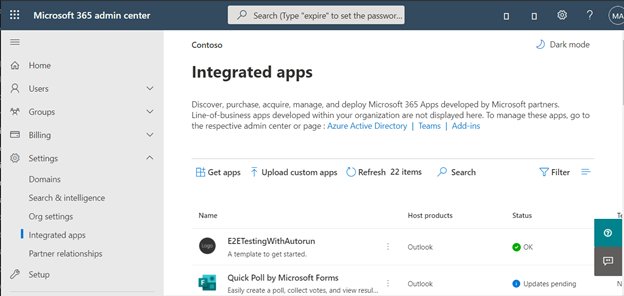 Microsoft 365 admin center
Search (Type "expire" to set the passwor...
?
MA
Home
Users
Groups
Billing
Settings
Domains
Search & intelligence
Org settings
Integrated apps
Partner relationships
Setup
Contoso
Dark mode
Integrated apps
Discover, purchase, acquire, manage, and deploy Microsoft 365 Apps developed by Microsoft partners.
Line-of-business apps developed within your organization are not displayed here. To manage these apps, go to
the respective admin center or page : Azure Active Directory | Teams | Add-ins
Get apps Upload custom apps Refresh 22 items Search Filter
Name Host products Status
LOGO E2ETestingWithAutorun Outlook OK
A template to get started.
Quick Poll by Microsoft Forms Outlook Updates pending
Easily create a poll, collect votes, and view resul...